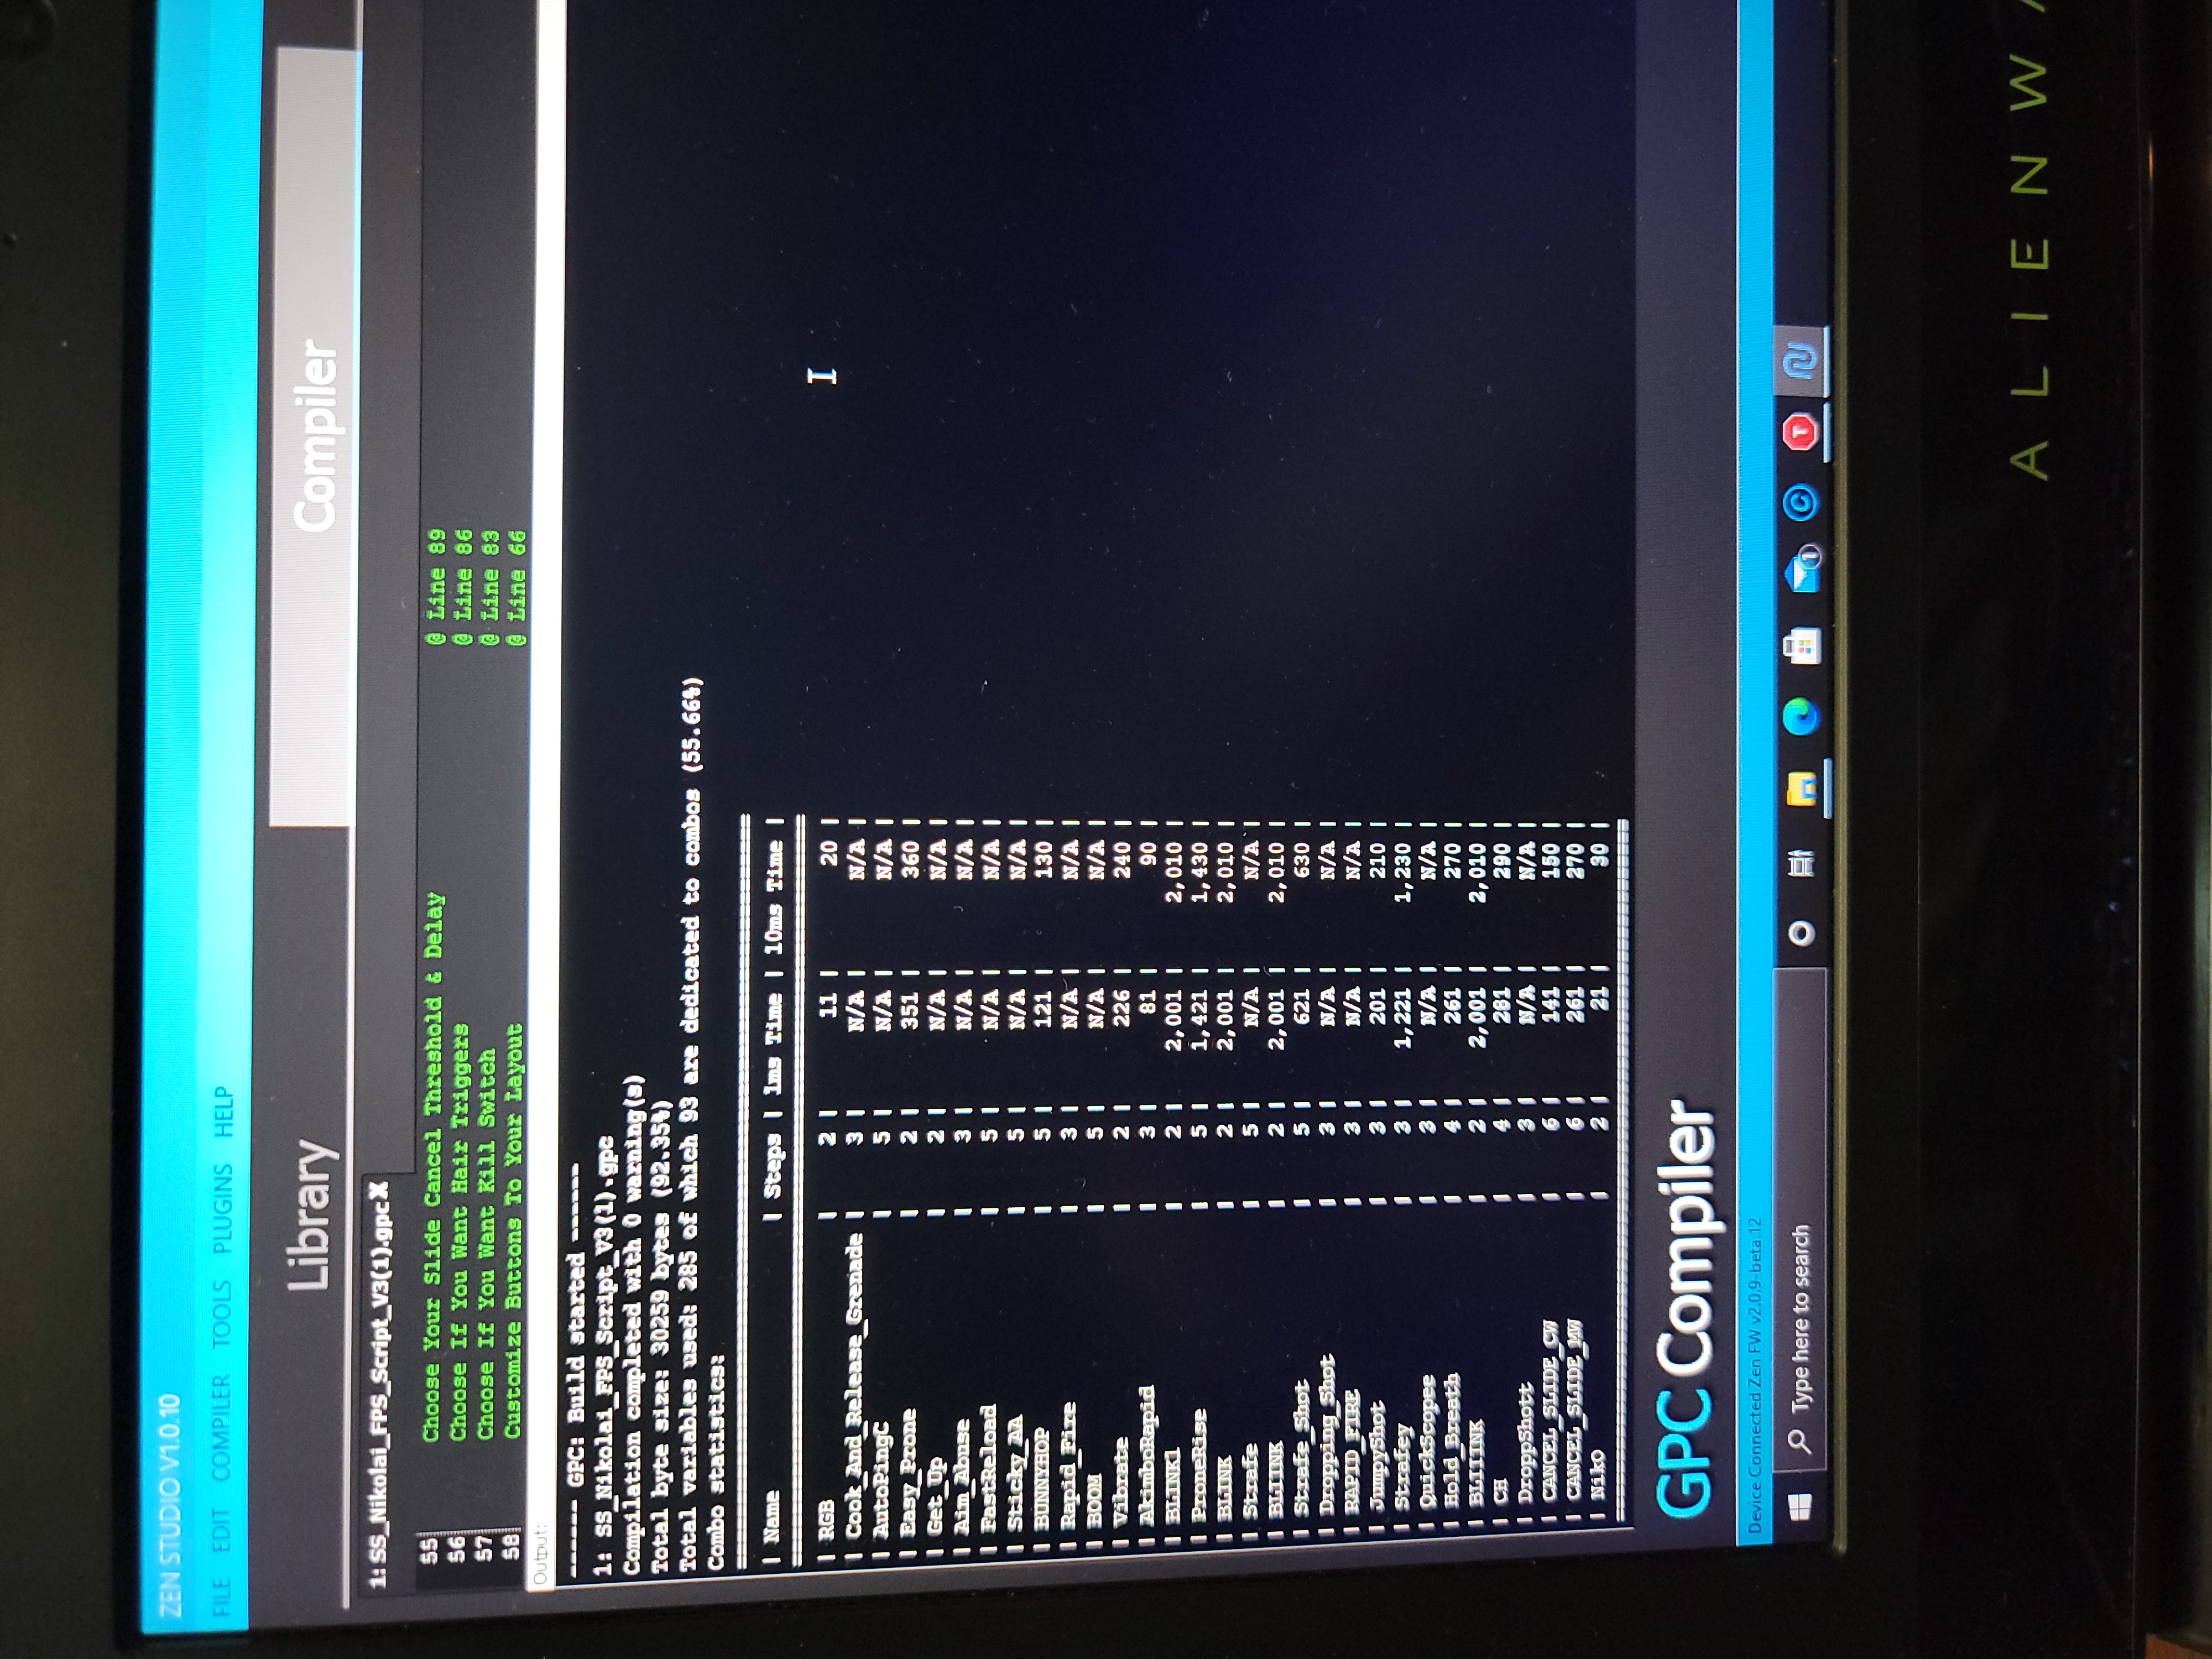 ZEN STUDIO V1.0.10
FILE EDIT COMPILER TOOLS PLUGINS HELP
Library Compiler
1: SS_Nikolai_FPS_Script_V3(1).gpc X
55 Choose Your Slide Cancel Threshold & Delay @ Line 89
56 Choose If You Want Hair Triggers @ Line 86
57 Choose If You Want Kill Switch @ Line 83
58 Customize Buttons To Your Layout @ Line 66
Output:
------ GPC: Build started ------
1: SS_Nikolai_FPS_Script_V3(1).gpc
Compilation completed with 0 warning(s)
Total byte size: 30259 bytes (92.35%)
Total variables used: 285 of which 93 are dedicated to combos (55.66%)
Combo statistics:
| Name | Steps | 1ms Time | 10ms Time |
| RGB | 2 | 11 | 20 |
| Cook_And_Release_Grenade | 3 | N/A | N/A |
| AutoPingC | 5 | N/A | N/A |
| Easy_Prone | 2 | 351 | 360 |
| Get_Up | 2 | N/A | N/A |
| Aim_Abuse | 3 | N/A | N/A |
| FastReload | 5 | N/A | N/A |
| Sticky_AA | 5 | N/A | N/A |
| BUNNYHOP | 5 | 121 | 130 |
| Rapid_Fire | 3 | N/A | N/A |
| BOOM | 5 | N/A | N/A |
| Vibrate | 2 | 226 | 240 |
| AkimboRapid | 3 | 81 | 90 |
| BLINK1 | 2 | 2,001 | 2,010 |
| ProneRise | 5 | 1,421 | 1,430 |
| BLINK | 2 | 2,001 | 2,010 |
| Strafe | 5 | N/A | N/A |
| BLIINK | 2 | 2,001 | 2,010 |
| Strafe_Shot | 5 | 621 | 630 |
| Dropping_Shot | 3 | N/A | N/A |
| RAPID_FIRE | 3 | N/A | N/A |
| JumpyShot | 3 | 201 | 210 |
| Strafey | 3 | 1,221 | 1,230 |
| QuickScopee | 3 | N/A | N/A |
| Hold_Breath | 4 | 261 | 270 |
| BLIIINK | 2 | 2,001 | 2,010 |
| CH | 4 | 281 | 290 |
| DroppShott | 3 | N/A | N/A |
| CANCEL_SLIDE_CW | 6 | 141 | 150 |
| CANCEL_SLIDE_MW | 6 | 261 | 270 |
| NikO | 2 | 21 | 30 |
GPC Compiler
Device Connected Zen FW v2.0.9-beta.12
Type here to search
1
T
ALIENW